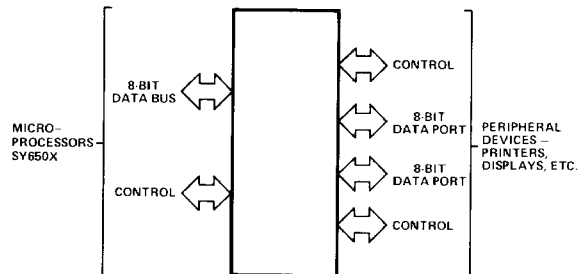 MICRO–
PROCESSORS
SY650X
8-BIT
DATA BUS
CONTROL
CONTROL
8-BIT
DATA PORT
8-BIT
DATA PORT
CONTROL
PERIPHERAL
DEVICES –
PRINTERS,
DISPLAYS, ETC.